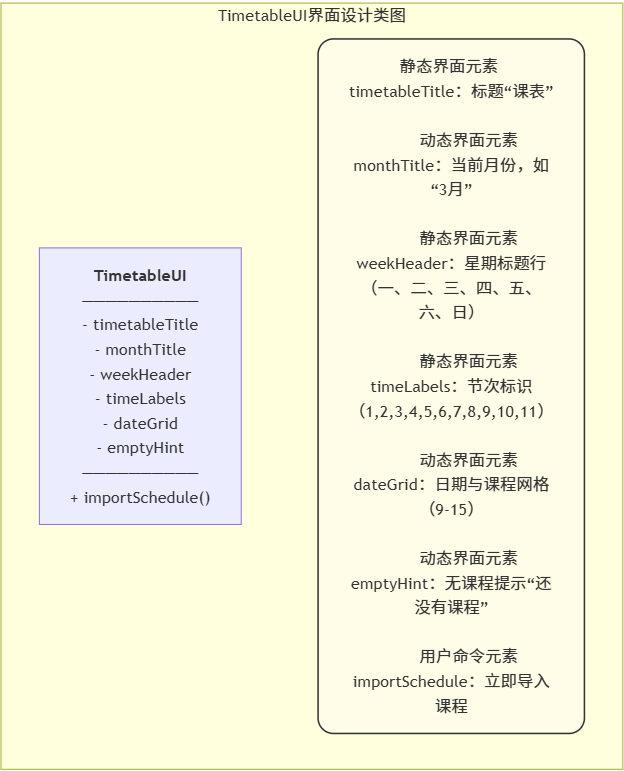 TimetableUI界面设计类图
TimetableUI
──────────
- timetableTitle
- monthTitle
- weekHeader
- timeLabels
- dateGrid
- emptyHint
──────────
+ importSchedule()
静态界面元素
timetableTitle：标题“课表”
动态界面元素
monthTitle：当前月份，如
“3月”
静态界面元素
weekHeader：星期标题行
（一、二、三、四、五、
六、日）
静态界面元素
timeLabels：节次标识
（1,2,3,4,5,6,7,8,9,10,11）
动态界面元素
dateGrid：日期与课程网格
（9-15）
动态界面元素
emptyHint：无课程提示“还
没有课程”
用户命令元素
importSchedule：立即导入
课程